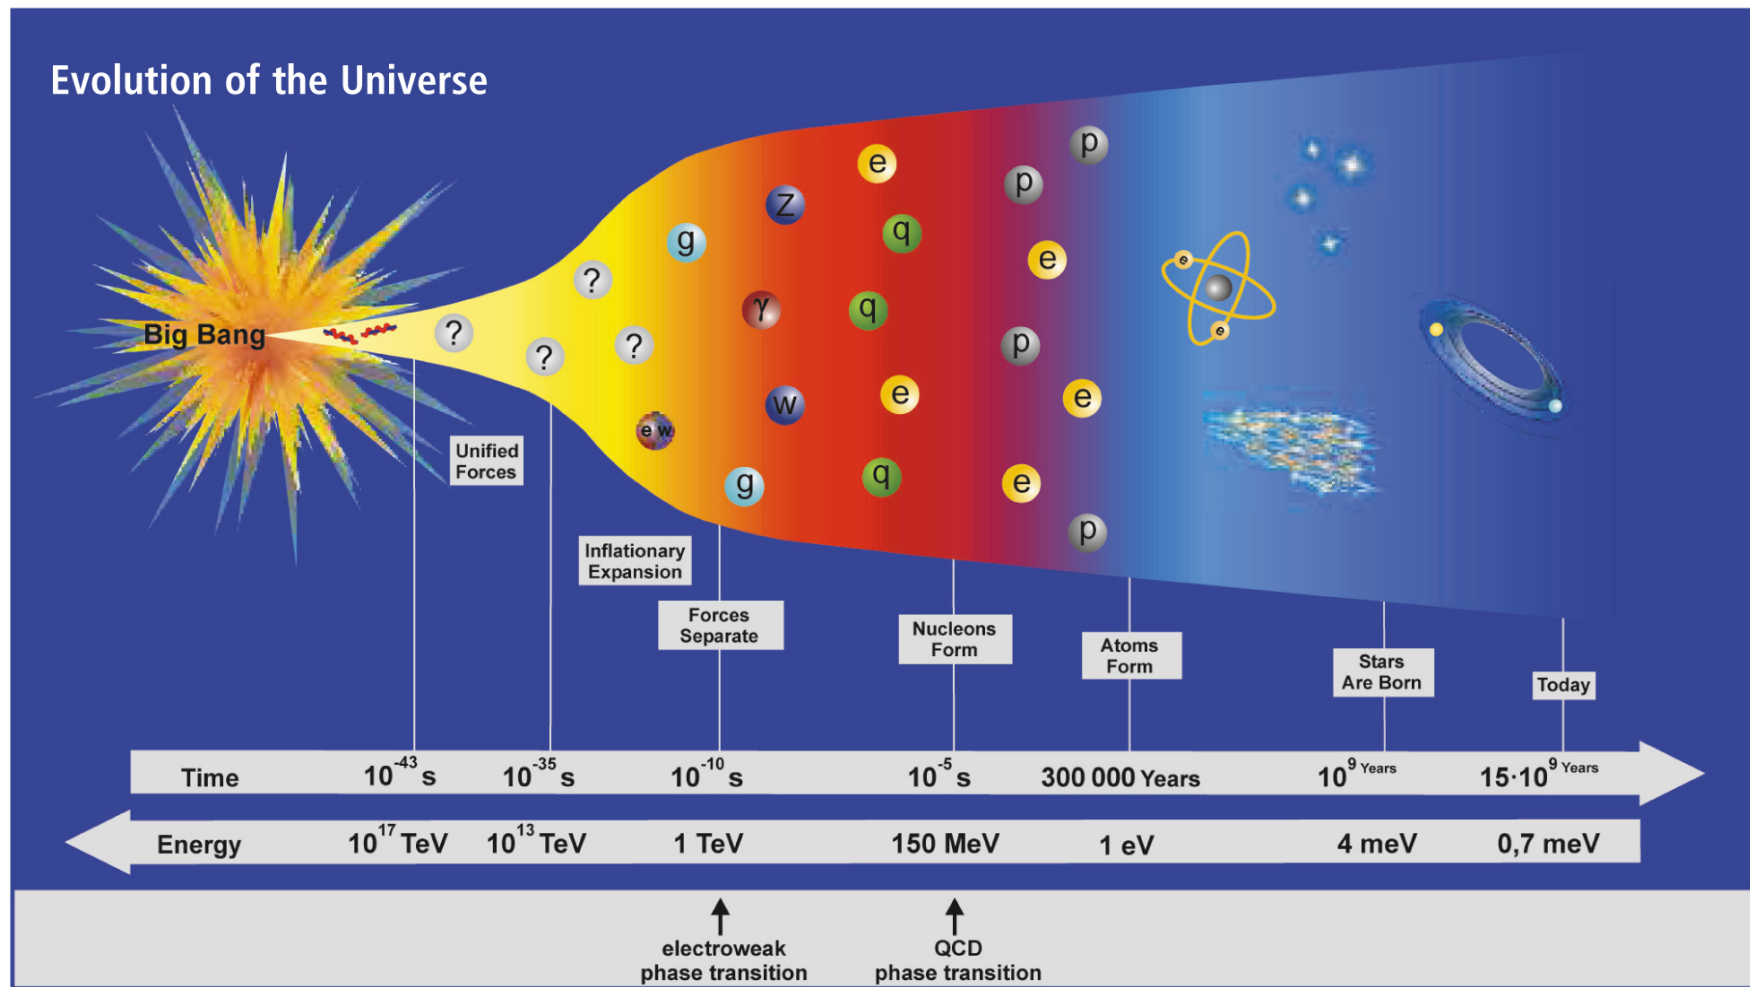 Evolution of the Universe
Big Bang
?
?
?
?
e w
g
g
Z
γ
w
e
q
q
e
q
p
p
e
p
e
e
p
e
e
Unified
Forces
Inflationary
Expansion
Forces
Separate
Nucleons
Form
Atoms
Form
Stars
Are Born
Today
Time 10⁻⁴³ s 10⁻³⁵ s 10⁻¹⁰ s 10⁻⁵ s 300 000 Years 10⁹ Years 15·10⁹ Years
Energy 10¹⁷ TeV 10¹³ TeV 1 TeV 150 MeV 1 eV 4 meV 0,7 meV
electroweak
phase transition
QCD
phase transition